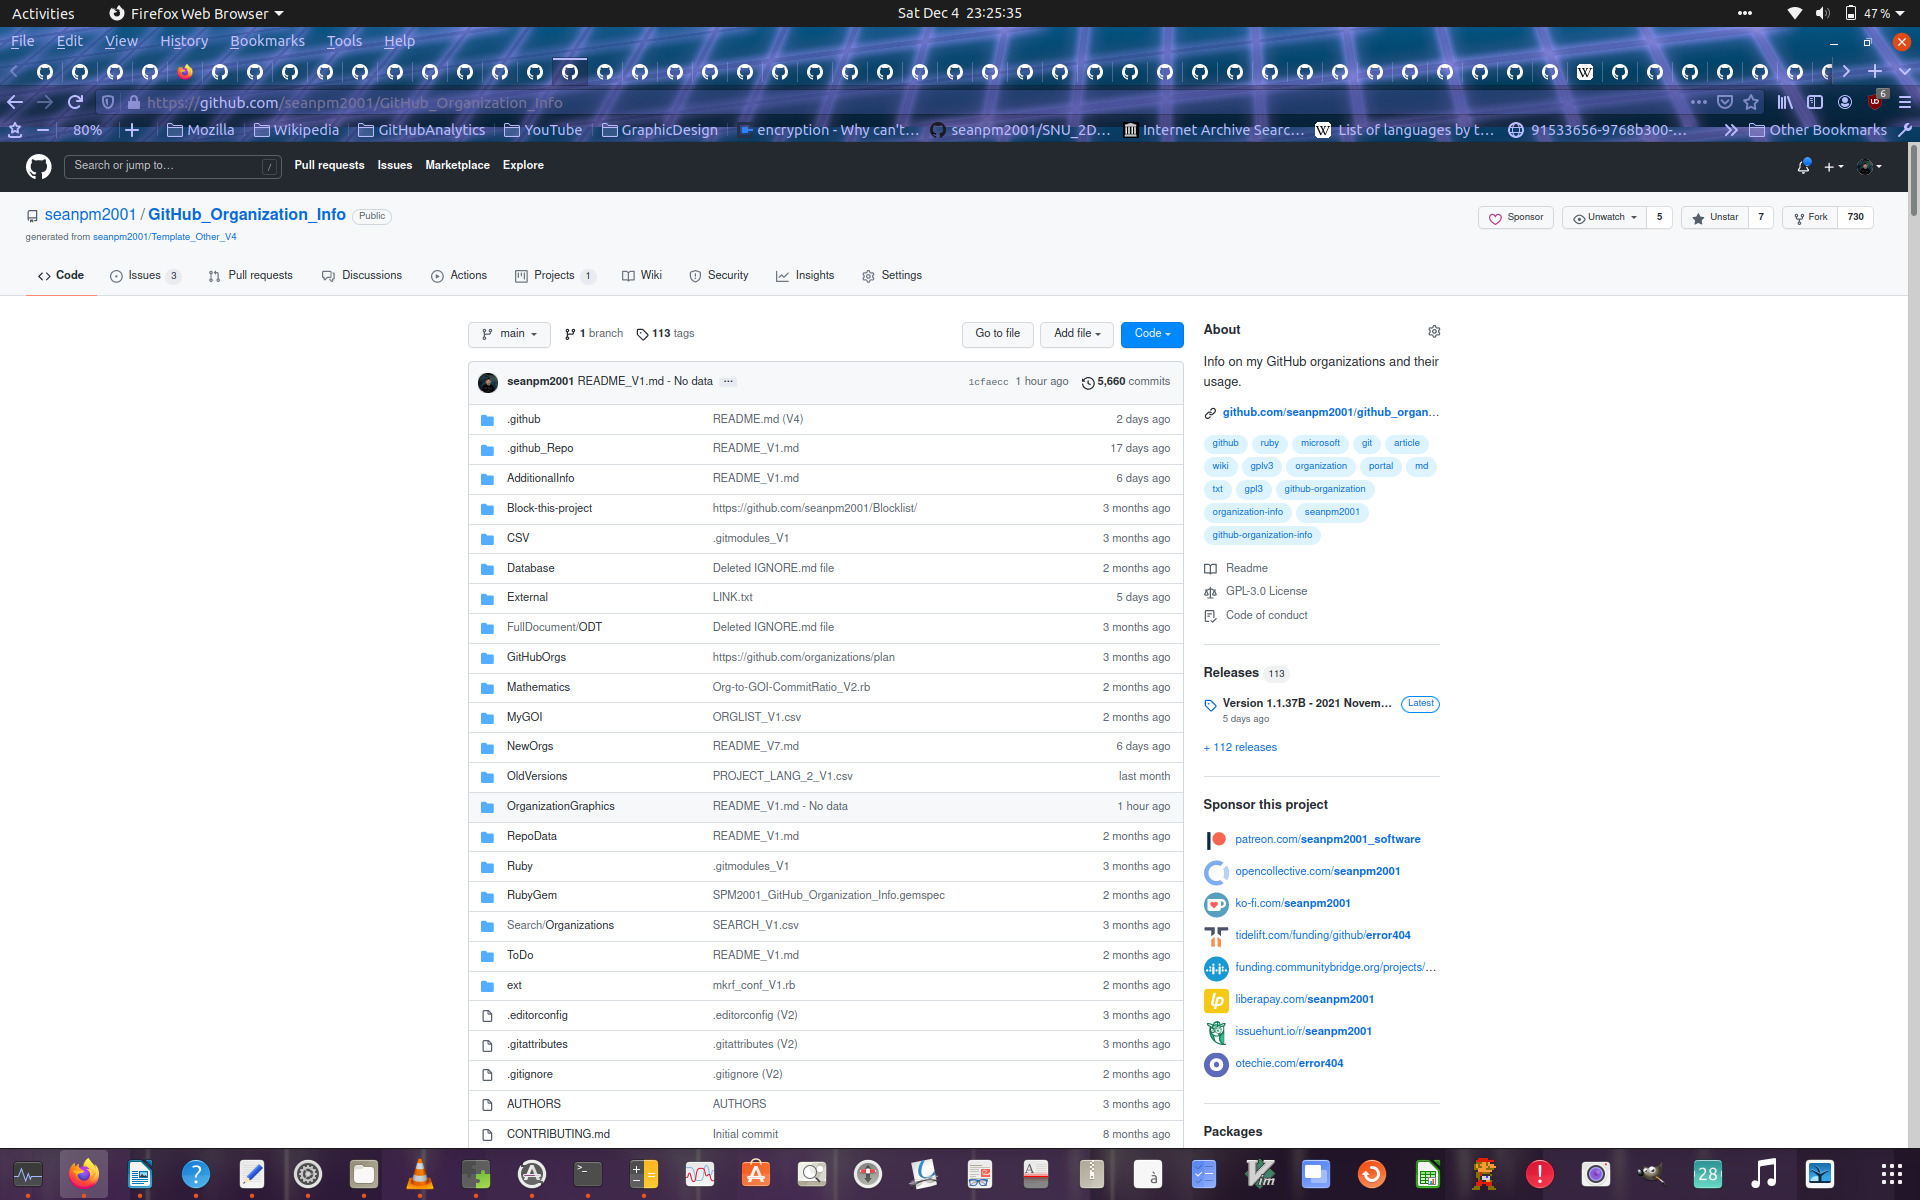 Activities Firefox Web Browser Sat Dec 4 23:25:35 47 %
File Edit View History Bookmarks Tools Help
https://github.com/seanpm2001/GitHub_Organization_Info 6
80% Mozilla Wikipedia GitHubAnalytics YouTube GraphicDesign encryption - Why can't... seanpm2001/SNU_2D... Internet Archive Searc... List of languages by t... 91533656-9768b300-... Other Bookmarks
Search or jump to... / Pull requests Issues Marketplace Explore
seanpm2001 / GitHub_Organization_Info Public
Sponsor Unwatch 5 Unstar 7 Fork 730
generated from seanpm2001/Template_Other_V4
Code Issues 3 Pull requests Discussions Actions Projects 1 Wiki Security Insights Settings
main 1 branch 113 tags Go to file Add file Code
seanpm2001 README_V1.md - No data ... 1cfaecc 1 hour ago 5,660 commits
.github README.md (V4) 2 days ago
.github_Repo README_V1.md 17 days ago
AdditionalInfo README_V1.md 6 days ago
Block-this-project https://github.com/seanpm2001/Blocklist/ 3 months ago
CSV .gitmodules_V1 3 months ago
Database Deleted IGNORE.md file 2 months ago
External LINK.txt 5 days ago
FullDocument/ODT Deleted IGNORE.md file 3 months ago
GitHubOrgs https://github.com/organizations/plan 3 months ago
Mathematics Org-to-GOI-CommitRatio_V2.rb 2 months ago
MyGOI ORGLIST_V1.csv 2 months ago
NewOrgs README_V7.md 6 days ago
OldVersions PROJECT_LANG_2_V1.csv last month
OrganizationGraphics README_V1.md - No data 1 hour ago
RepoData README_V1.md 2 months ago
Ruby .gitmodules_V1 3 months ago
RubyGem SPM2001_GitHub_Organization_Info.gemspec 2 months ago
Search/Organizations SEARCH_V1.csv 3 months ago
ToDo README_V1.md 2 months ago
ext mkrf_conf_V1.rb 2 months ago
.editorconfig .editorconfig (V2) 3 months ago
.gitattributes .gitattributes (V2) 3 months ago
.gitignore .gitignore (V2) 2 months ago
AUTHORS AUTHORS 3 months ago
CONTRIBUTING.md Initial commit 8 months ago
About
Info on my GitHub organizations and their
usage.
github.com/seanpm2001/github_organ...
github ruby microsoft git article
wiki gplv3 organization portal md
txt gpl3 github-organization
organization-info seanpm2001
github-organization-info
Readme
GPL-3.0 License
Code of conduct
Releases 113
Version 1.1.37B - 2021 Novem... Latest
5 days ago
+ 112 releases
Sponsor this project
patreon.com/seanpm2001_software
opencollective.com/seanpm2001
ko-fi.com/seanpm2001
tidelift.com/funding/github/error404
funding.communitybridge.org/projects/...
liberapay.com/seanpm2001
issuehunt.io/r/seanpm2001
otechie.com/error404
Packages
28